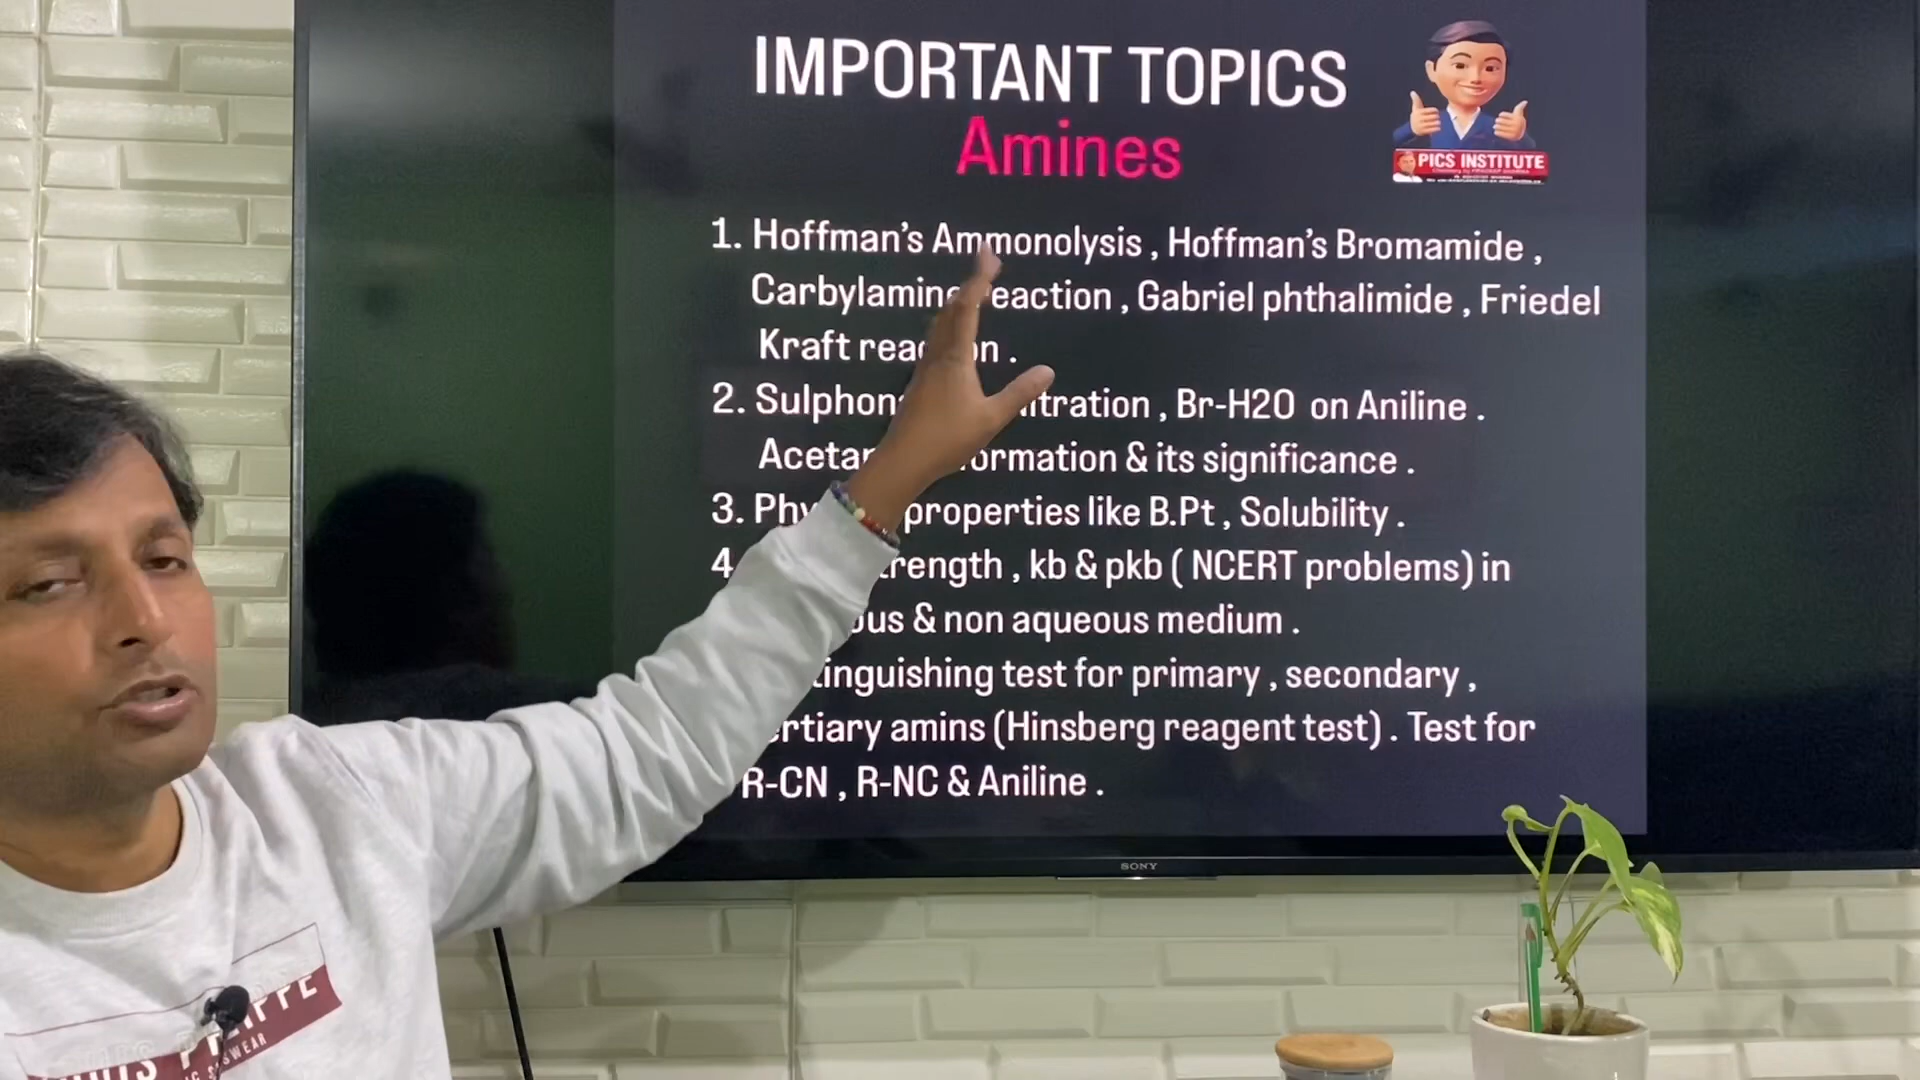 IMPORTANT TOPICS
Amines
PICS INSTITUTE
1. Hoffman's Ammonolysis , Hoffman's Bromamide ,
Carbylamine reaction , Gabriel phthalimide , Friedel
Kraft reac n .
2. Sulphon itration , Br-H2O on Aniline .
Aceta ormation & its significance .
3. Phy properties like B.Pt , Solubility .
4 trength , kb & pkb ( NCERT problems) in
ous & non aqueous medium .
tinguishing test for primary , secondary ,
ertiary amins (Hinsberg reagent test) . Test for
R-CN , R-NC & Aniline .
SONY